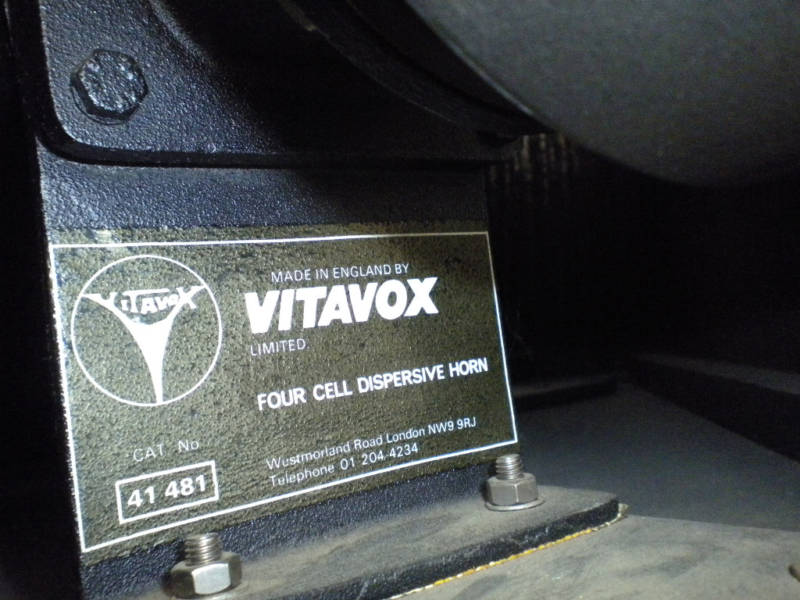 VITAVOX
MADE IN ENGLAND BY
VITAVOX
LIMITED.
FOUR CELL DISPERSIVE HORN
CAT No
41 481
Westmorland Road London NW9 9RJ
Telephone 01 204 4234